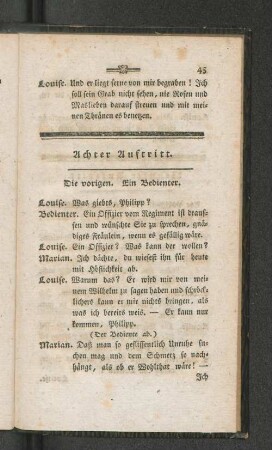 45
Louise. Und er liegt ferne von mir begraben! Ich
soll sein Grab nicht sehen, nie Rosen und
Maslieben darauf streuen und mit mei-
nen Thränen es benetzen.
Achter Auftritt.
Die vorigen. Ein Bedienter.
Louise. Was giebts, Philipp?
Bedienter. Ein Offizier vom Regiment ist draus-
sen und wünschte Sie zu sprechen, gnä-
diges Fräulein, wenn es gefällig wäre.
Louise. Ein Offizier? Was kann der wollen?
Marian. Ich dächte, du wiesest ihn für heute
mit Höflichkeit ab.
Louise. Warum das? Er wird mir von mei-
nem Wilhelm zu sagen haben und schreck-
lichers kann er mir nichts bringen, als
was ich bereits weis. — Er kann nur
kommen, Philipp.
(Der Bediente ab.)
Marian. Daß man so geflissentlich Unruhe su-
chen mag und dem Schmerz so nach-
hängt, als ob er Wohlthat wäre! —
Ich